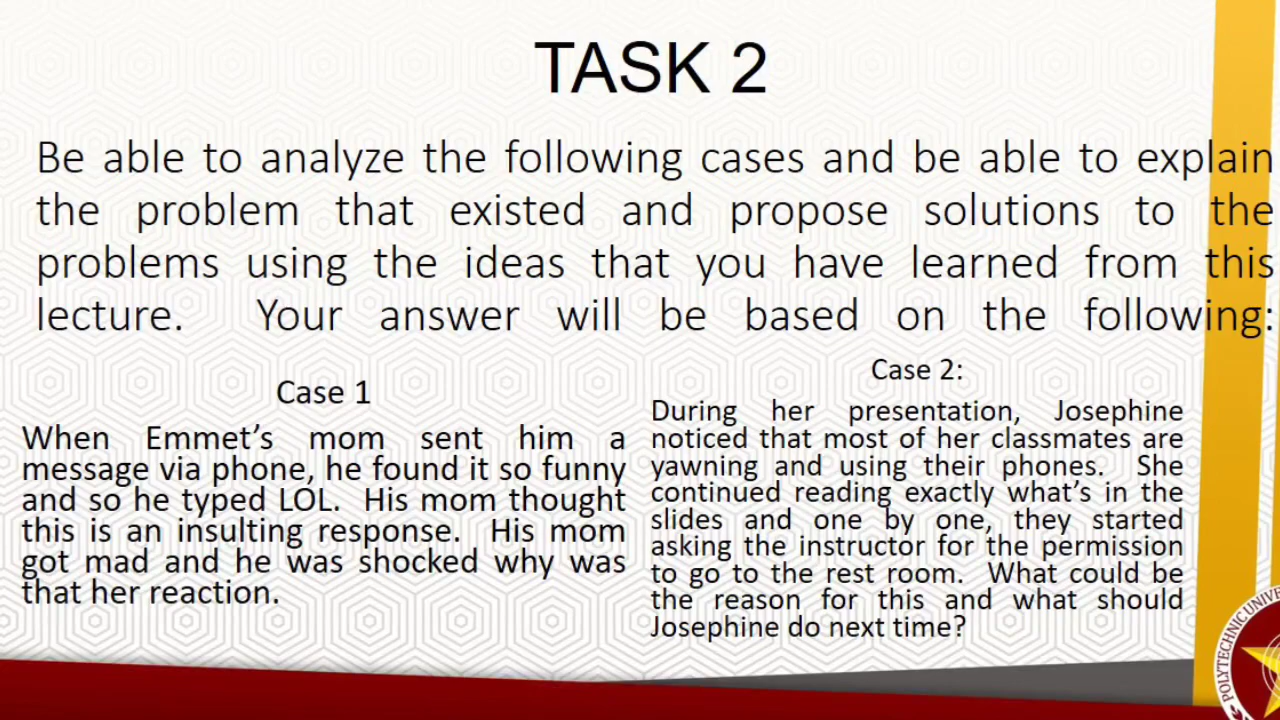 TASK 2
Be able to analyze the following cases and be able to explain
the problem that existed and propose solutions to the
problems using the ideas that you have learned from this
lecture. Your answer will be based on the following:
Case 1
When Emmet’s mom sent him a
message via phone, he found it so funny
and so he typed LOL. His mom thought
this is an insulting response. His mom
got mad and he was shocked why was
that her reaction.
Case 2:
During her presentation, Josephine
noticed that most of her classmates are
yawning and using their phones. She
continued reading exactly what’s in the
slides and one by one, they started
asking the instructor for the permission
to go to the rest room. What could be
the reason for this and what should
Josephine do next time?
POLYTECHNIC